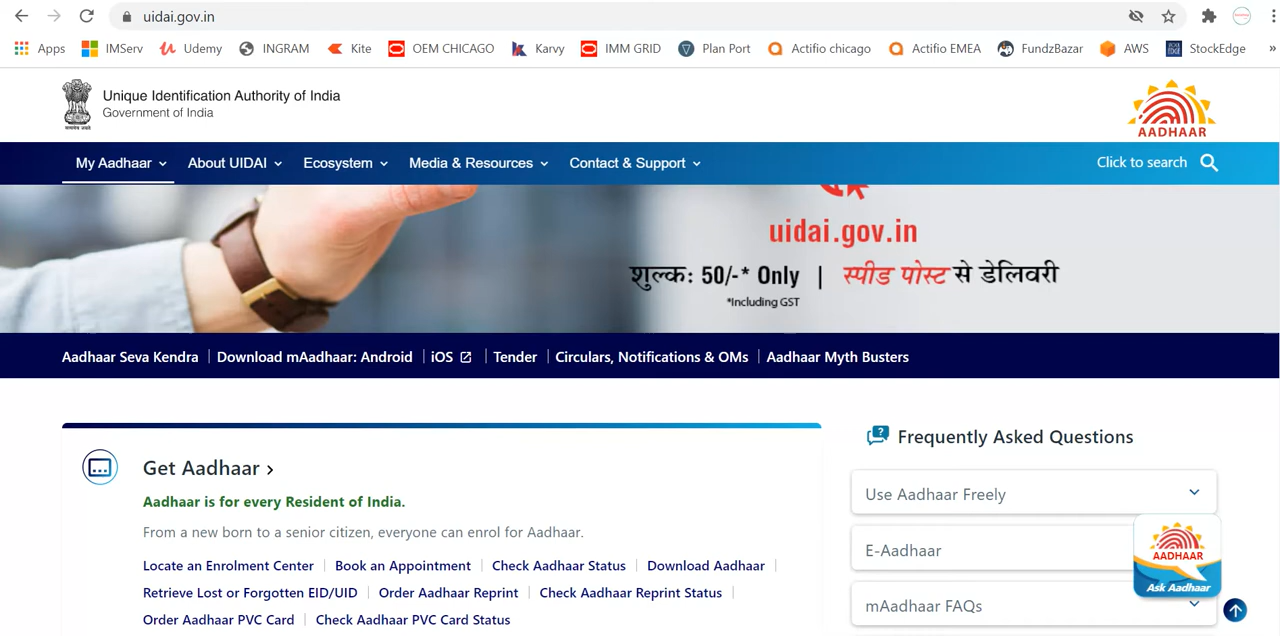 uidai.gov.in
Apps IMServ Udemy INGRAM Kite OEM CHICAGO Karvy IMM GRID Plan Port Actifio chicago Actifio EMEA FundzBazar AWS StockEdge »
Unique Identification Authority of India
Government of India
AADHAAR
My Aadhaar About UIDAI Ecosystem Media & Resources Contact & Support Click to search
uidai.gov.in
शुल्क: 50/-* Only | स्पीड पोस्ट से डेलिवरी
*Including GST
Aadhaar Seva Kendra | Download mAadhaar: Android | iOS | Tender | Circulars, Notifications & OMs | Aadhaar Myth Busters
Get Aadhaar >
Aadhaar is for every Resident of India.
From a new born to a senior citizen, everyone can enrol for Aadhaar.
Locate an Enrolment Center | Book an Appointment | Check Aadhaar Status | Download Aadhaar |
Retrieve Lost or Forgotten EID/UID | Order Aadhaar Reprint | Check Aadhaar Reprint Status |
Order Aadhaar PVC Card | Check Aadhaar PVC Card Status
Frequently Asked Questions
Use Aadhaar Freely
E-Aadhaar
mAadhaar FAQs
AADHAAR
Ask Aadhaar